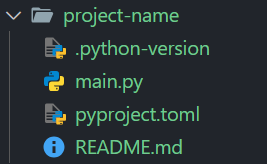 project-name
.python-version
main.py
pyproject.toml
README.md